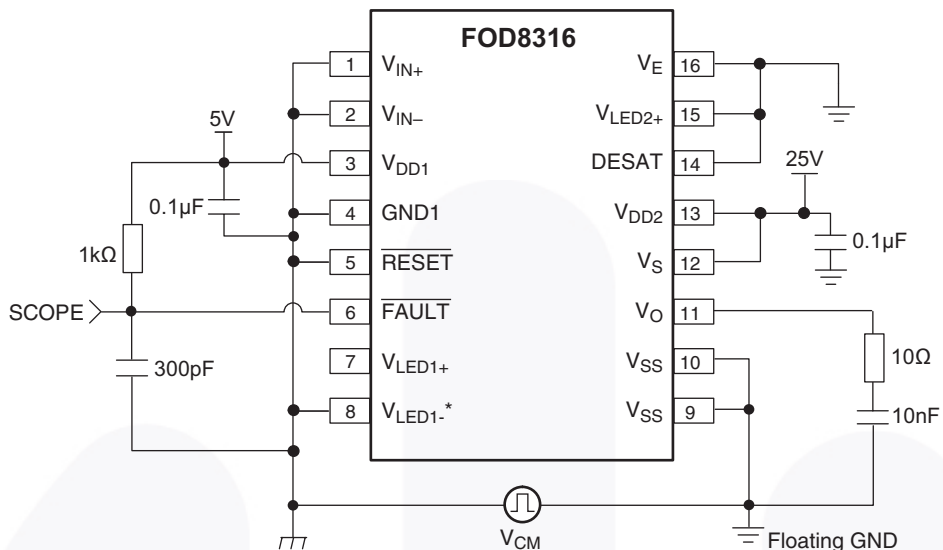 FOD8316
1 V_IN+
2 V_IN–
3 V_DD1
4 GND1
5 RESET
6 FAULT
7 V_LED1+
8 V_LED1-*
V_E 16
V_LED2+ 15
DESAT 14
V_DD2 13
V_S 12
V_O 11
V_SS 10
V_SS 9
5V
0.1µF
1kΩ
SCOPE
300pF
25V
0.1µF
10Ω
10nF
V_CM
Floating GND